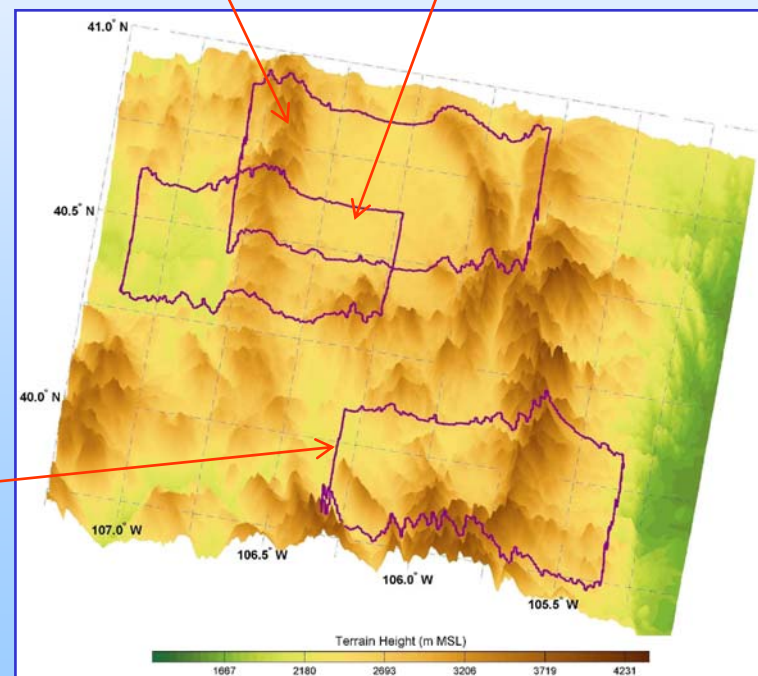 41.0° N
40.5° N
40.0° N
107.0° W
106.5° W
106.0° W
105.5° W
Terrain Height (m MSL)
1667 2180 2693 3206 3719 4231